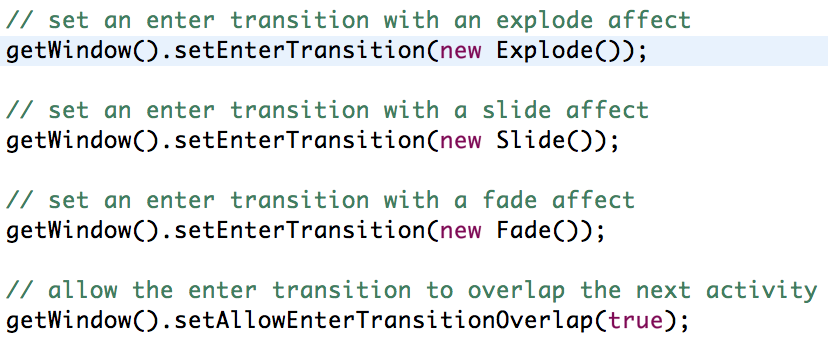 // set an enter transition with an explode affect
getWindow().setEnterTransition(new Explode());
// set an enter transition with a slide affect
getWindow().setEnterTransition(new Slide());
// set an enter transition with a fade affect
getWindow().setEnterTransition(new Fade());
// allow the enter transition to overlap the next activity
getWindow().setAllowEnterTransitionOverlap(true);